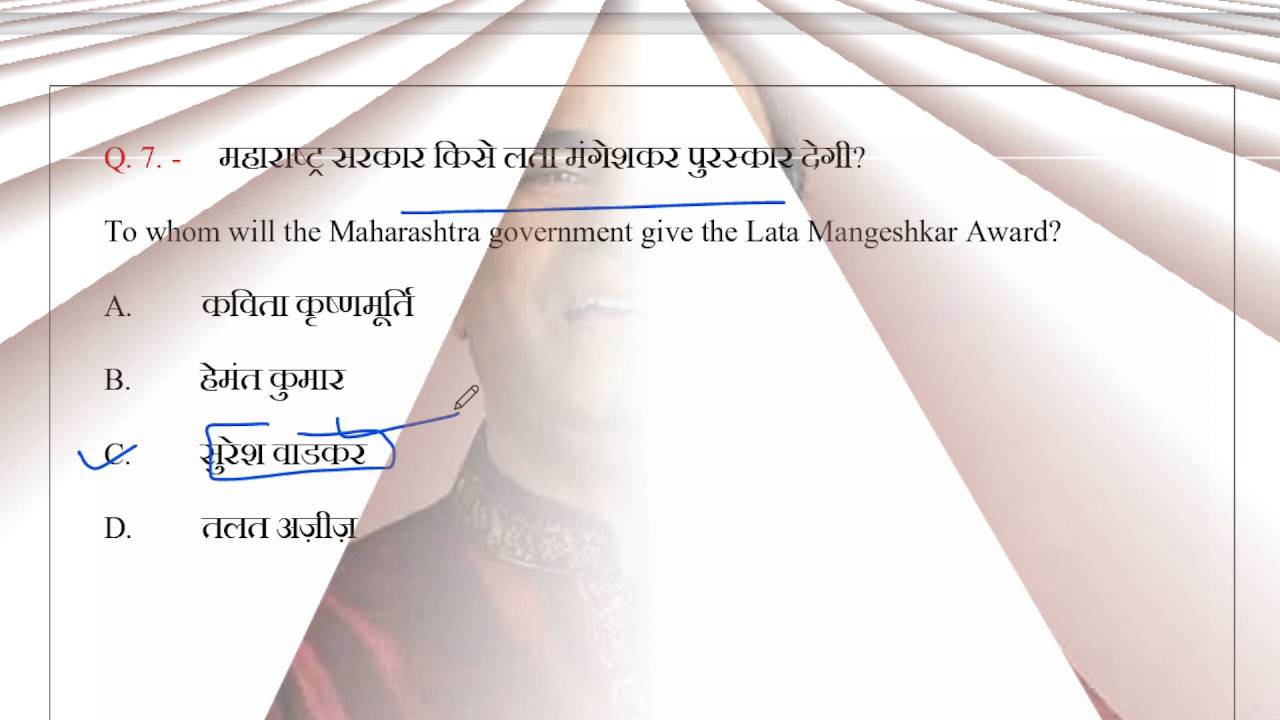 Q. 7. - महाराष्ट्र सरकार किसे लता मंगेशकर पुरस्कार देगी?
To whom will the Maharashtra government give the Lata Mangeshkar Award?
A. कविता कृष्णमूर्ति
B. हेमंत कुमार
C. सुरेश वाडकर
D. तलत अज़ीज़